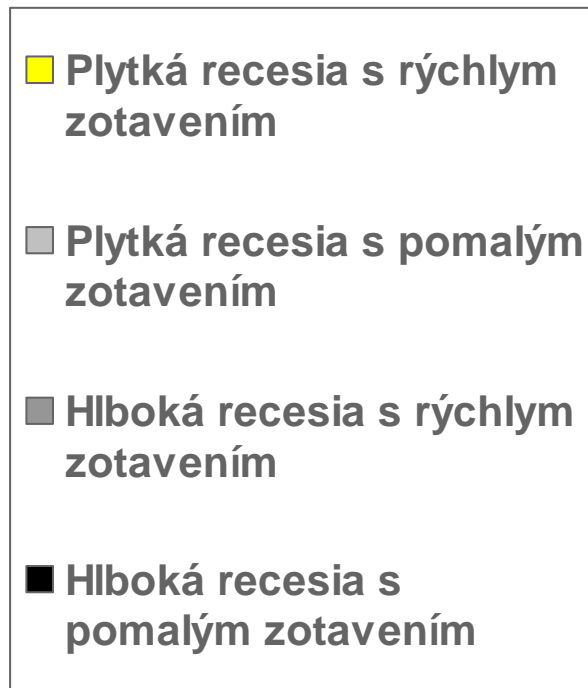 Plytká recesia s rýchlym
zotavením
Plytká recesia s pomalým
zotavením
Hlboká recesia s rýchlym
zotavením
Hlboká recesia s
pomalým zotavením